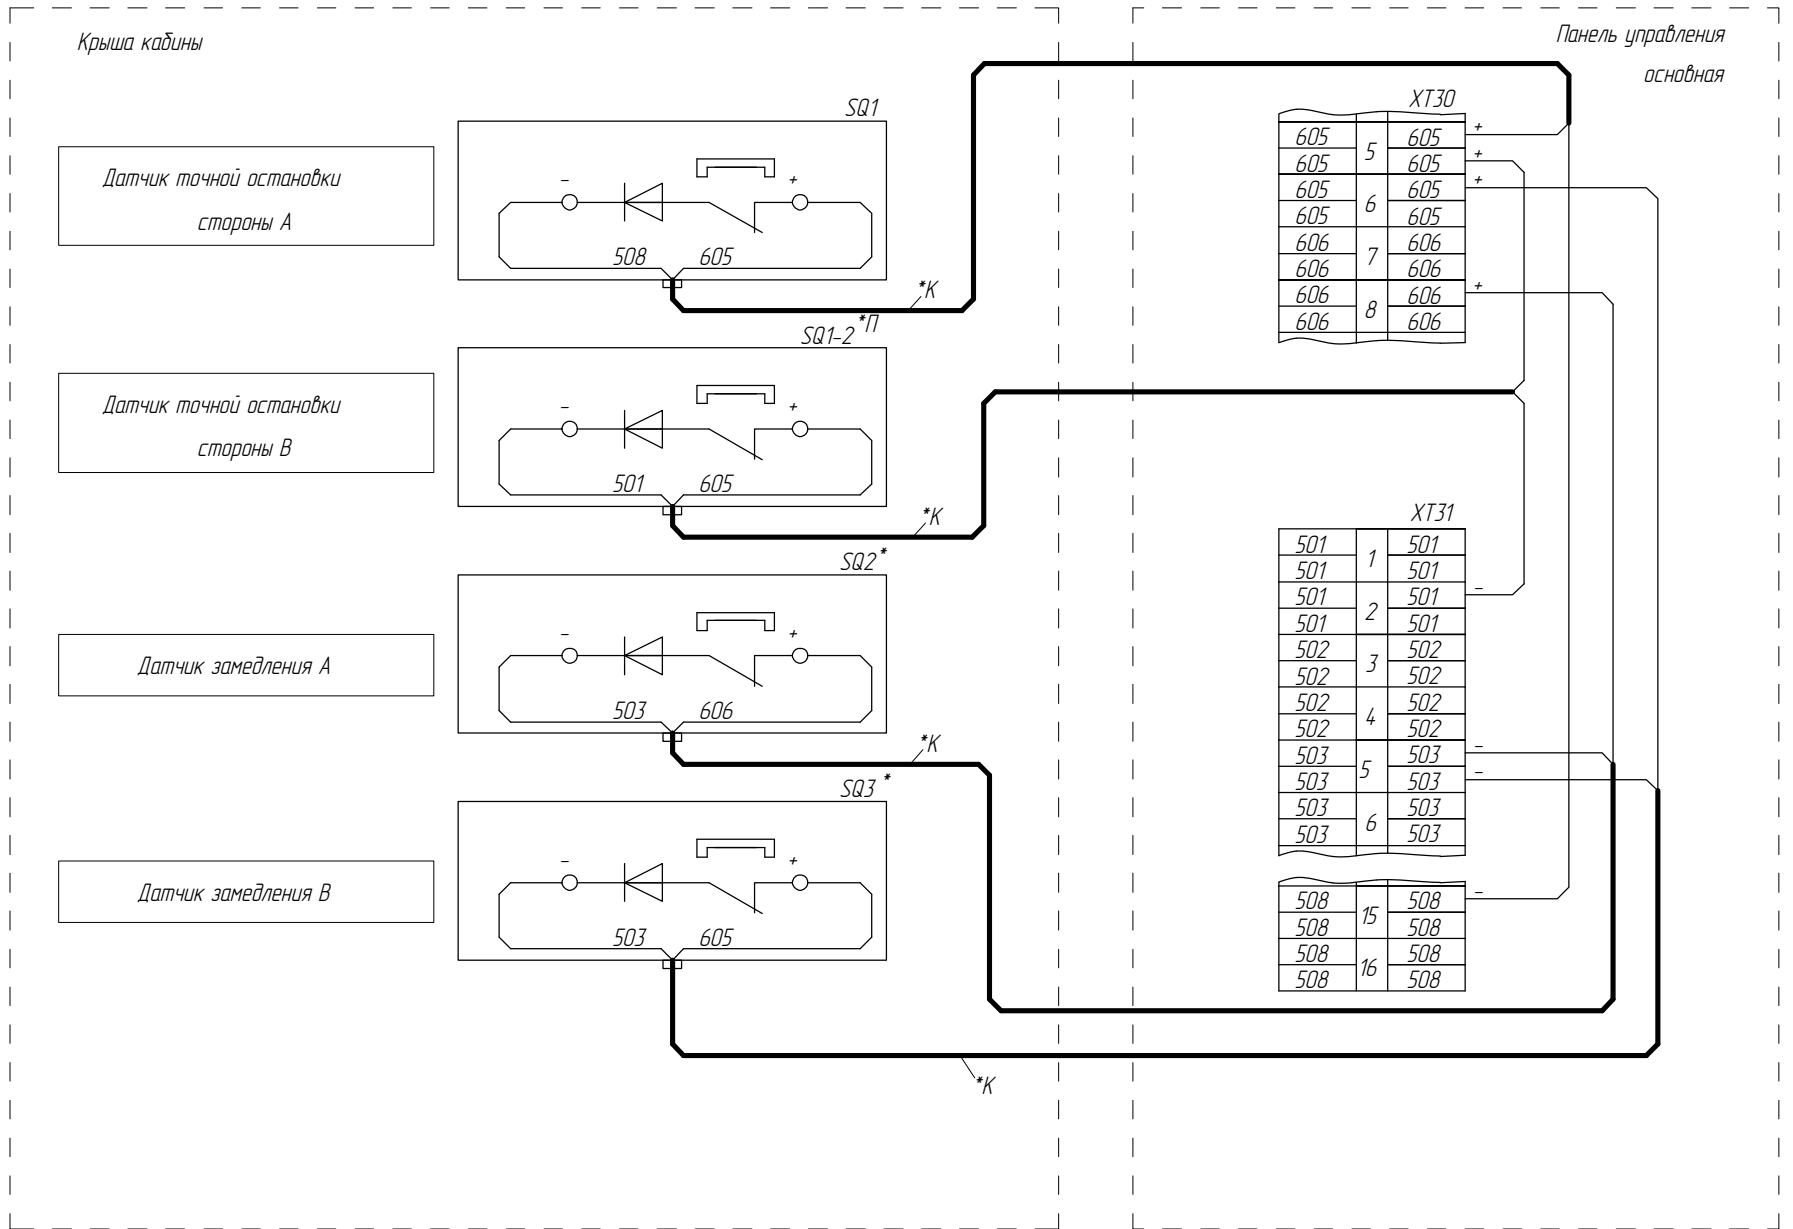 Крыша кабины
Панель управления
основная
Датчик точной остановки
стороны А
SQ1
-
+
508
605
*К
Датчик точной остановки
стороны В
SQ1-2 *П
-
+
501
605
*К
Датчик замедления А
SQ2 *
-
+
503
606
*К
Датчик замедления В
SQ3 *
-
+
503
605
*К
XT30
605 5 605 +
605 605 +
605 6 605 +
605 605
606 7 606
606 606
606 8 606 +
606 606
XT31
501 1 501
501 501
501 2 501 -
501 501
502 3 502
502 502
502 4 502
502 502
503 5 503 -
503 503 -
503 6 503
503 503
508 15 508 -
508 508
508 16 508
508 508